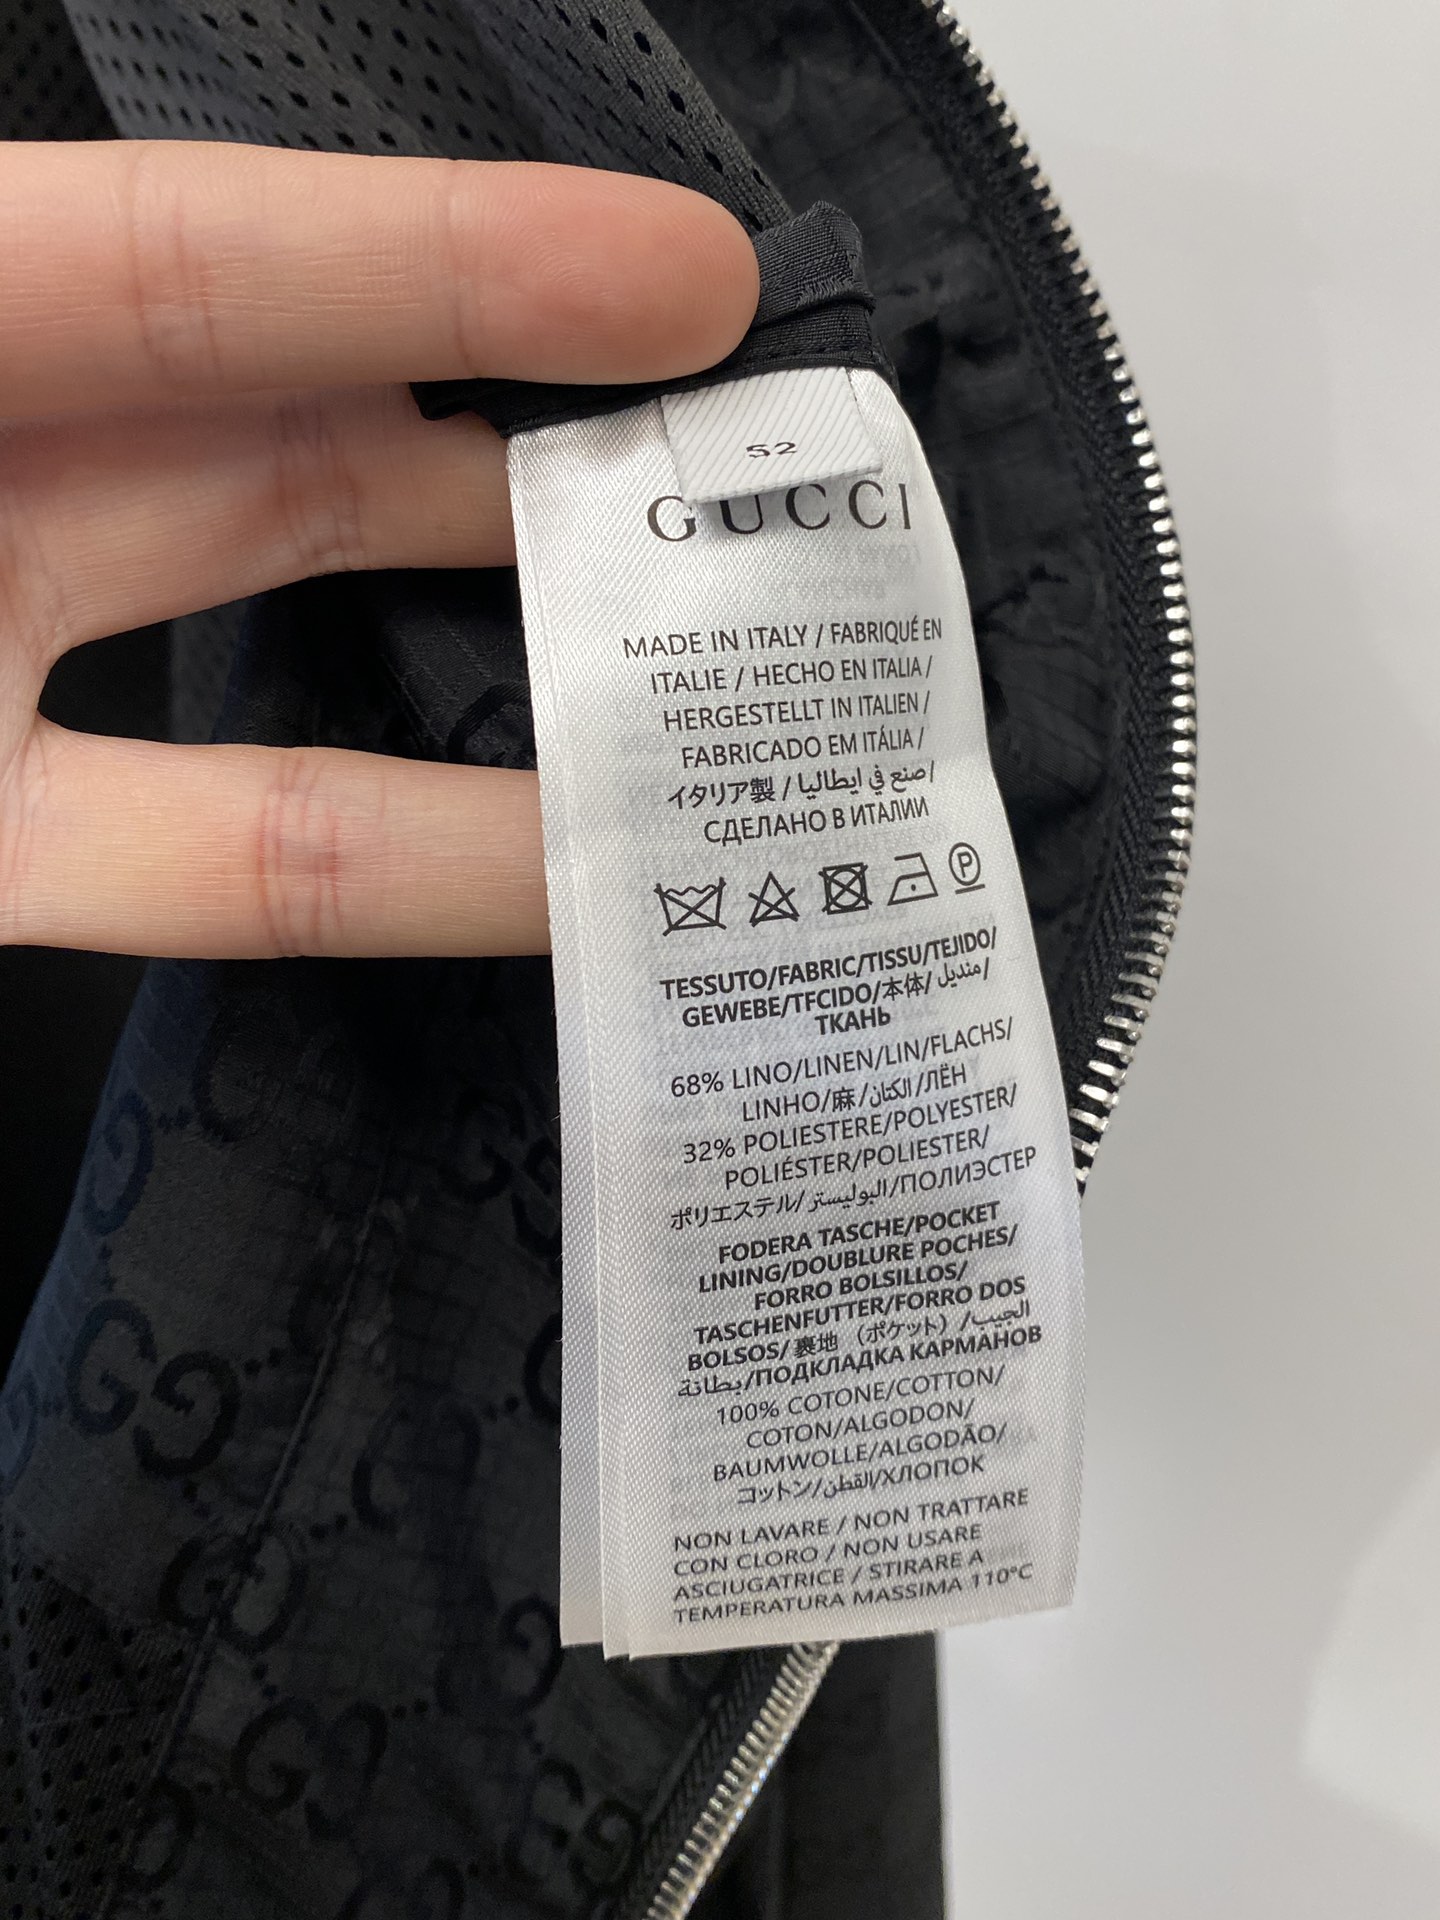 52
GUCCI
MADE IN ITALY / FABRIQUÉ EN
ITALIE / HECHO EN ITALIA /
HERGESTELLT IN ITALIEN /
FABRICADO EM ITÁLIA /
イタリア製 / صنع في ايطاليا/
СДЕЛАНО В ИТАЛИИ
TESSUTO/FABRIC/TISSU/TEJIDO/
GEWEBE/TFCIDO/本体/ منديل/
ТКАНЬ
68% LINO/LINEN/LIN/FLACHS/
LINHO/麻/الكتان/ЛЁН
32% POLIESTERE/POLYESTER/
POLIÉSTER/POLIESTER/
ポリエステル/البوليستر/ПОЛИЭСТЕР
FODERA TASCHE/POCKET
LINING/DOUBLURE POCHES/
FORRO BOLSILLOS/
TASCHENFUTTER/FORRO DOS
BOLSOS/ 裏地 (ポケット) /الجيب
بطانة/ПОДКЛАДКА КАРМАНОВ
100% COTONE/COTTON/
COTON/ALGODON/
BAUMWOLLE/ALGODÃO/
コットン/القطن/ХЛОПОК
NON LAVARE / NON TRATTARE
CON CLORO / NON USARE
ASCIUGATRICE / STIRARE A
TEMPERATURA MASSIMA 110°C